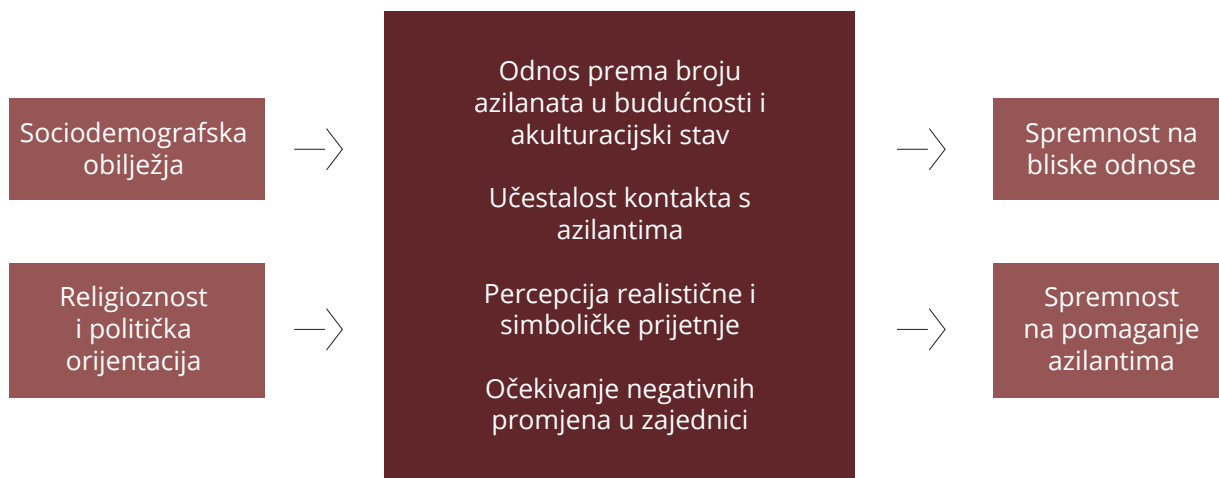 Sociodemografska
obilježja
Religioznost
i politička
orijentacija
Odnos prema broju
azilanata u budućnosti i
akulturacijski stav
Učestalost kontakta s
azilantima
Percepcija realistične i
simboličke prijetnje
Očekivanje negativnih
promjena u zajednici
Spremnost na
bliske odnose
Spremnost
na pomaganje
azilantima